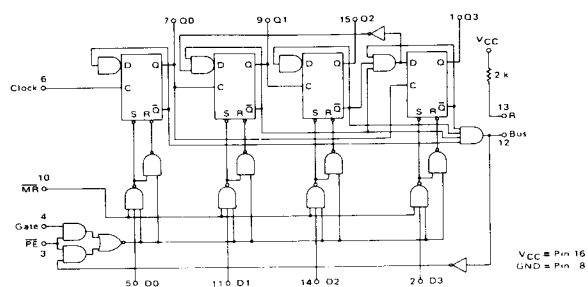 7 Q0
9 Q1
15 Q2
1 Q3
VCC
2 k
13
R
6
Clock
D Q
C
Q
S R
D Q
C
Q
S R
D Q
C
Q
S R
D Q
C
Q
S R
Bus
12
10
MR
4
Gate
PE
3
5 D0
11 D1
14 D2
2 D3
VCC = Pin 16
GND = Pin 8